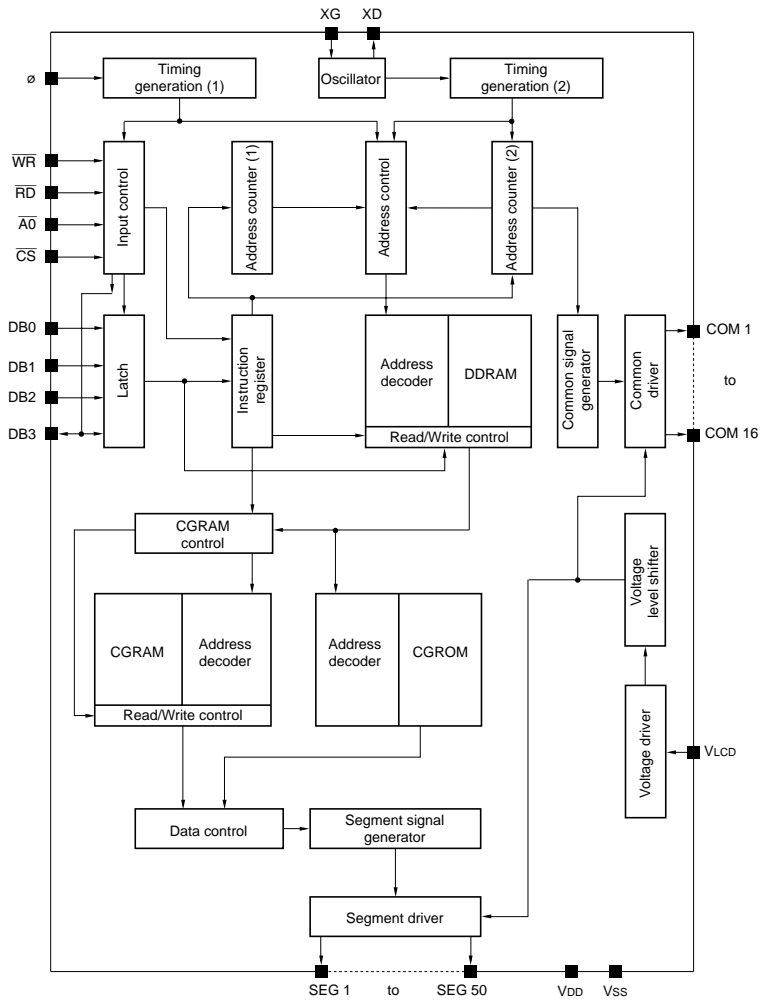 XG XD
ø
Timing
generation (1)
Oscillator
Timing
generation (2)
WR
RD
A0
CS
Input control
Address counter (1)
Address control
Address counter (2)
DB0
DB1
DB2
DB3
Latch
Instruction
register
Address
decoder
DDRAM
Read/Write control
Common signal
generator
Common
driver
COM 1
to
COM 16
CGRAM
control
CGRAM
Address
decoder
Read/Write control
Address
decoder
CGROM
Voltage
level shifter
Voltage driver
VLCD
Data control
Segment signal
generator
Segment driver
SEG 1 to SEG 50 VDD VSS